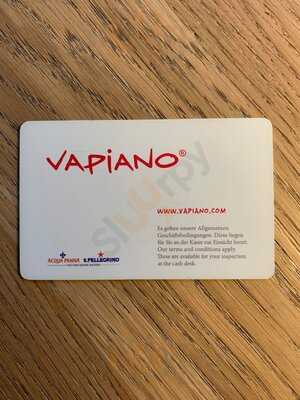 VAPiANO®
WWW.VAPIANO.COM
Es gelten unsere Allgemeinen
Geschäftsbedingungen. Diese liegen
für Sie an der Kasse zur Einsicht bereit.
Our terms and conditions apply.
These are available for your inspection
at the cash desk.
ACQUA PANNA S.PELLEGRINO
sluurpy